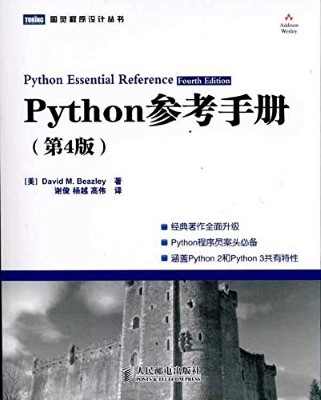 TURING 图灵程序设计丛书
Addison
Wesley
Python Essential Reference Fourth Edition
Python参考手册
(第4版)
[美] David M. Beazley 著
谢俊 杨越 高伟 译
经典著作全面升级
Python程序员案头必备
涵盖Python 2和Python 3共有特性
人民邮电出版社
POSTS & TELECOM PRESS